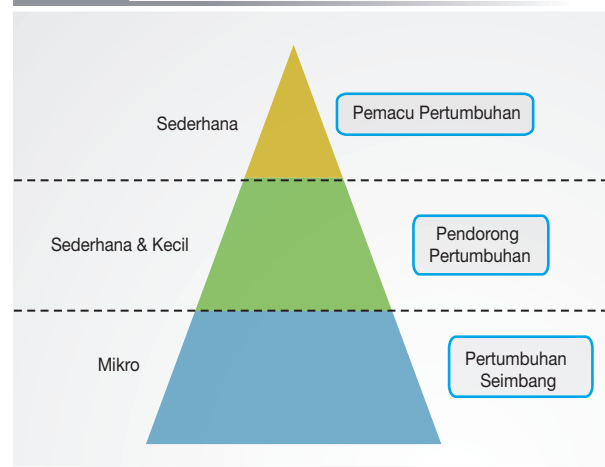 Sederhana
Pemacu Pertumbuhan
Sederhana & Kecil
Pendorong
Pertumbuhan
Mikro
Pertumbuhan
Seimbang